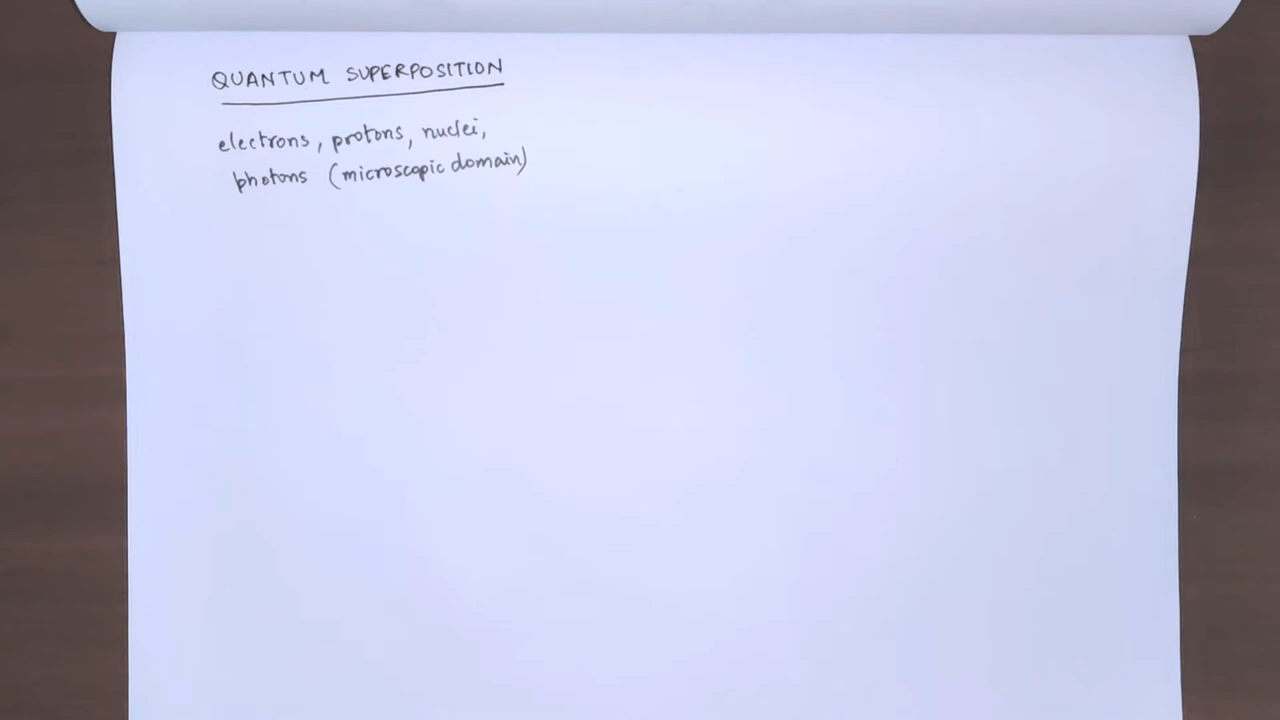 QUANTUM SUPERPOSITION
electrons, protons, nuclei,
photons (microscopic domain)